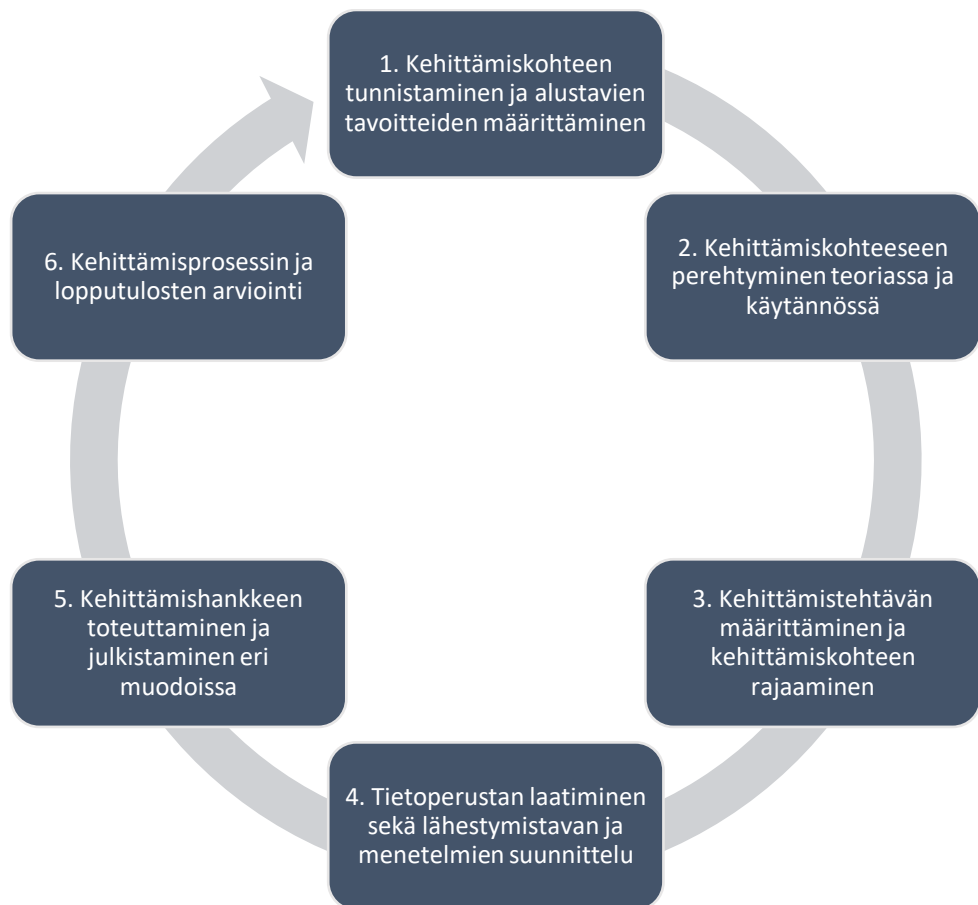 1. Kehittämiskohteen
tunnistaminen ja alustavien
tavoitteiden määrittäminen
2. Kehittämiskohteeseen
perehtyminen teoriassa ja
käytännössä
3. Kehittämistehtävän
määrittäminen ja
kehittämiskohteen
rajaaminen
4. Tietoperustan laatiminen
sekä lähestymistavan ja
menetelmien suunnittelu
5. Kehittämishankkeen
toteuttaminen ja
julkistaminen eri
muodoissa
6. Kehittämisprosessin ja
lopputulosten arviointi